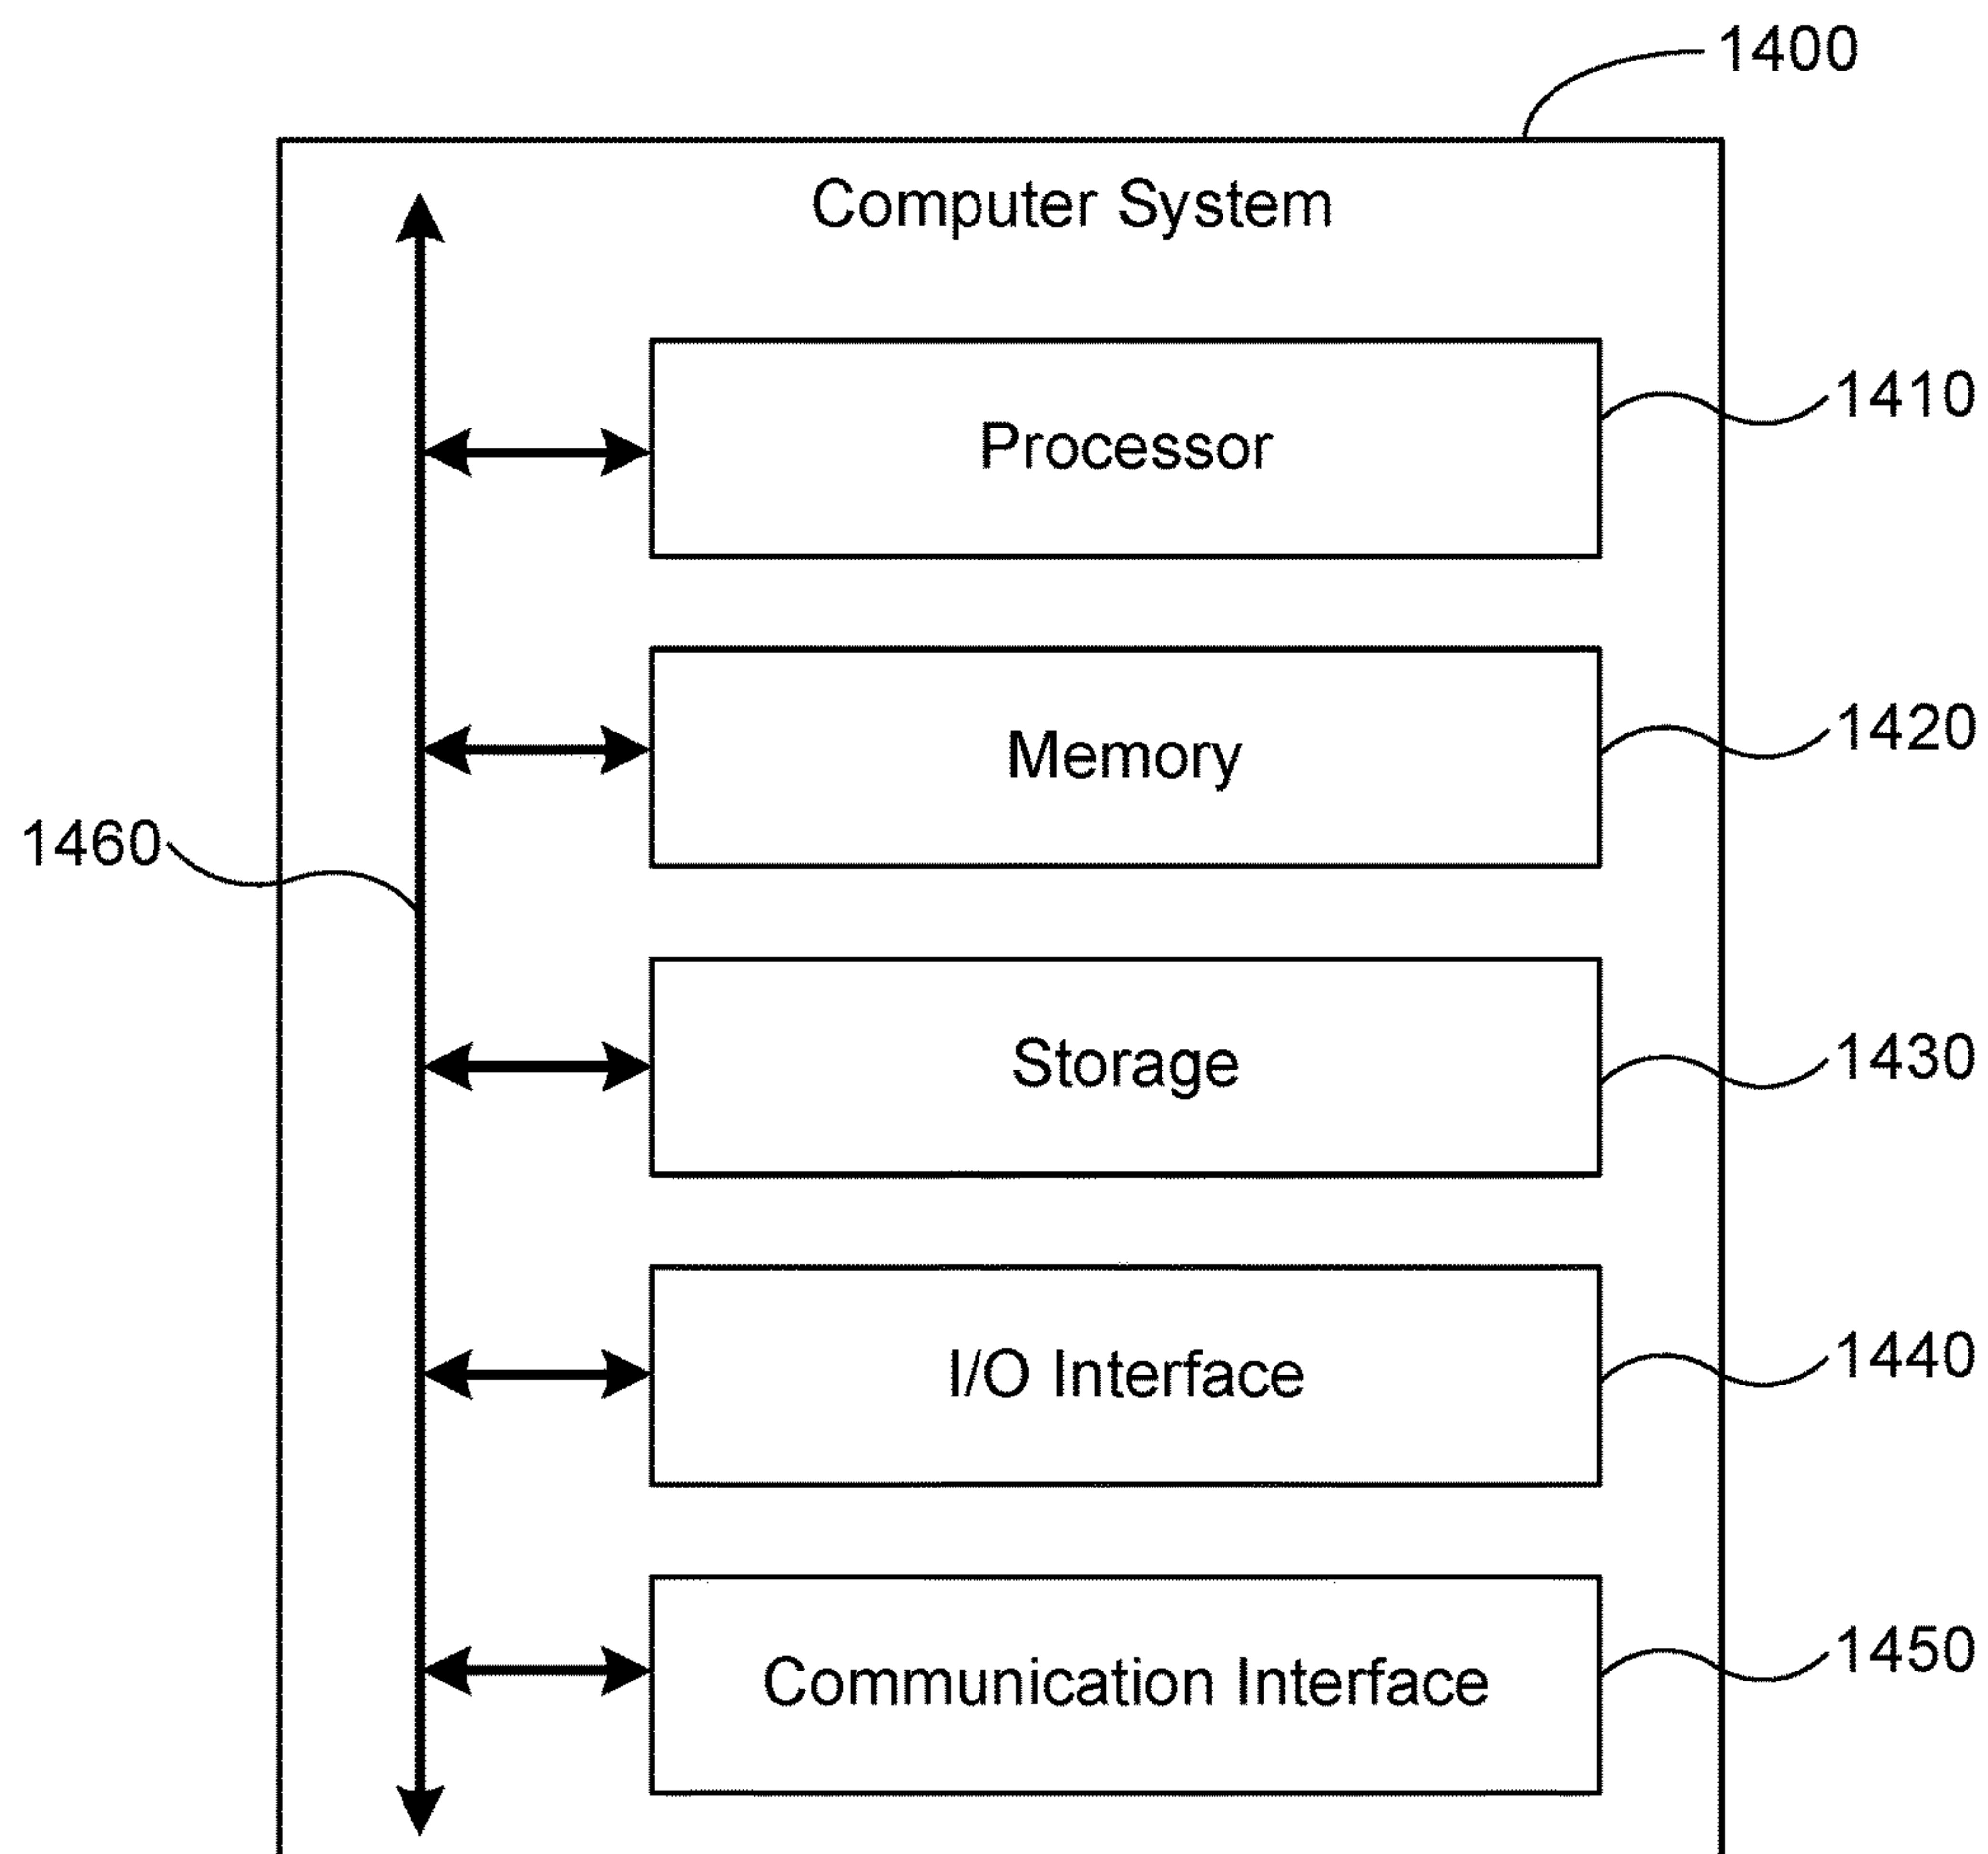 1400
Computer System
Processor
1410
Memory
1420
1460
Storage
1430
I/O Interface
1440
Communication Interface
1450